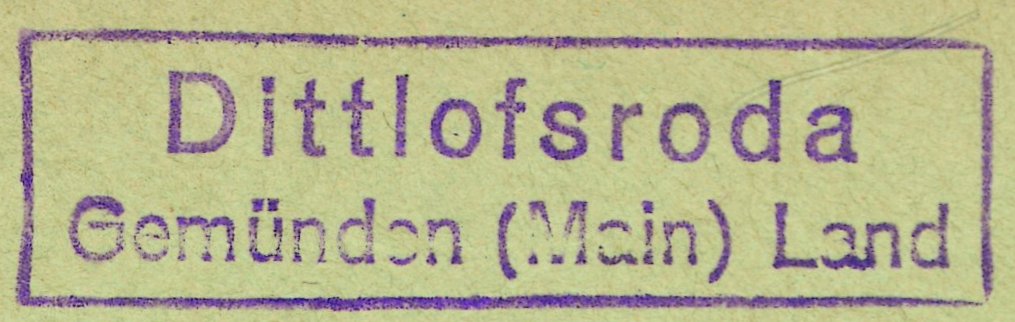 Dittlofsroda
Gemünden (Main) Land